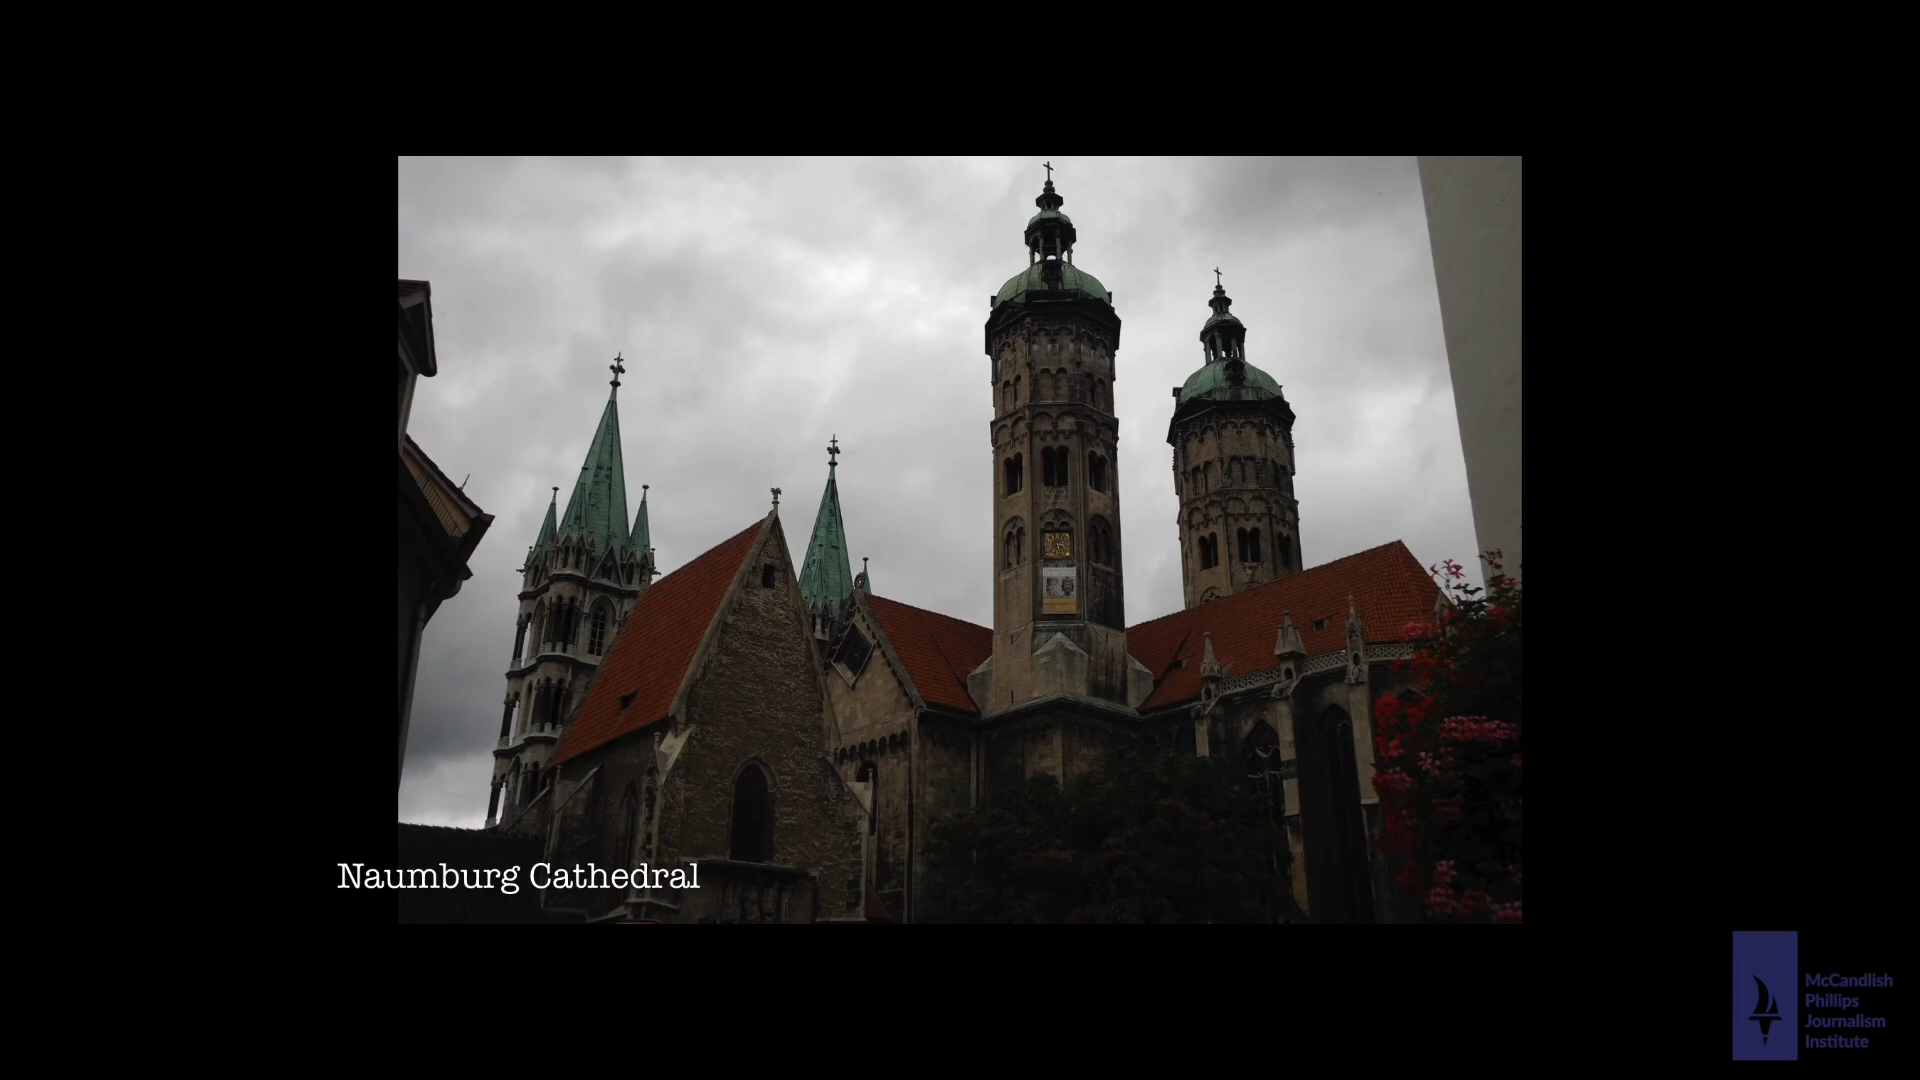 Naumburg Cathedral
McCandlish
Phillips
Journalism
Institute